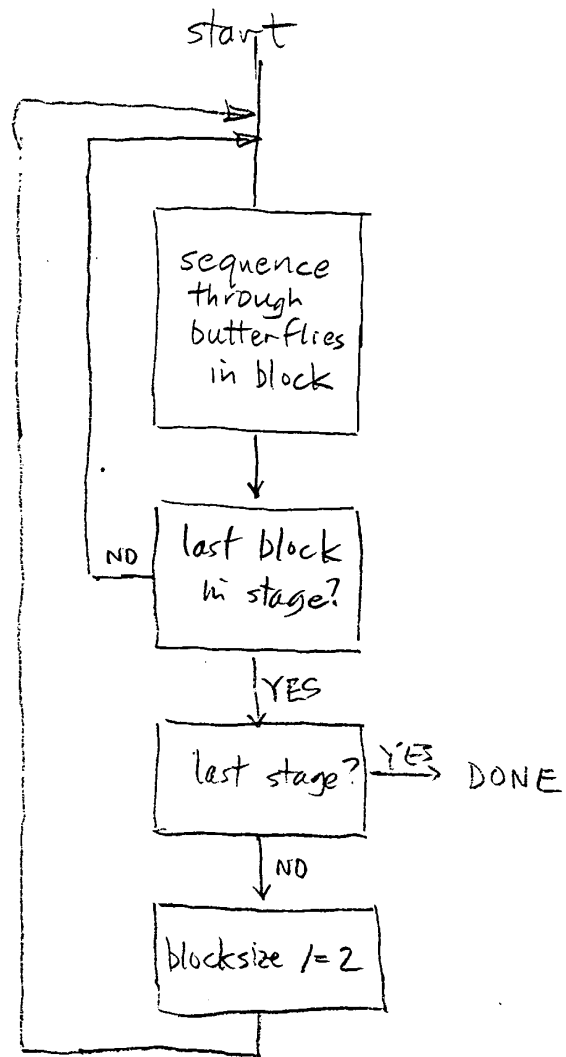 start
sequence
through
butterflies
in block
last block
in stage?
NO
YES
last stage?
YES
DONE
NO
blocksize /= 2